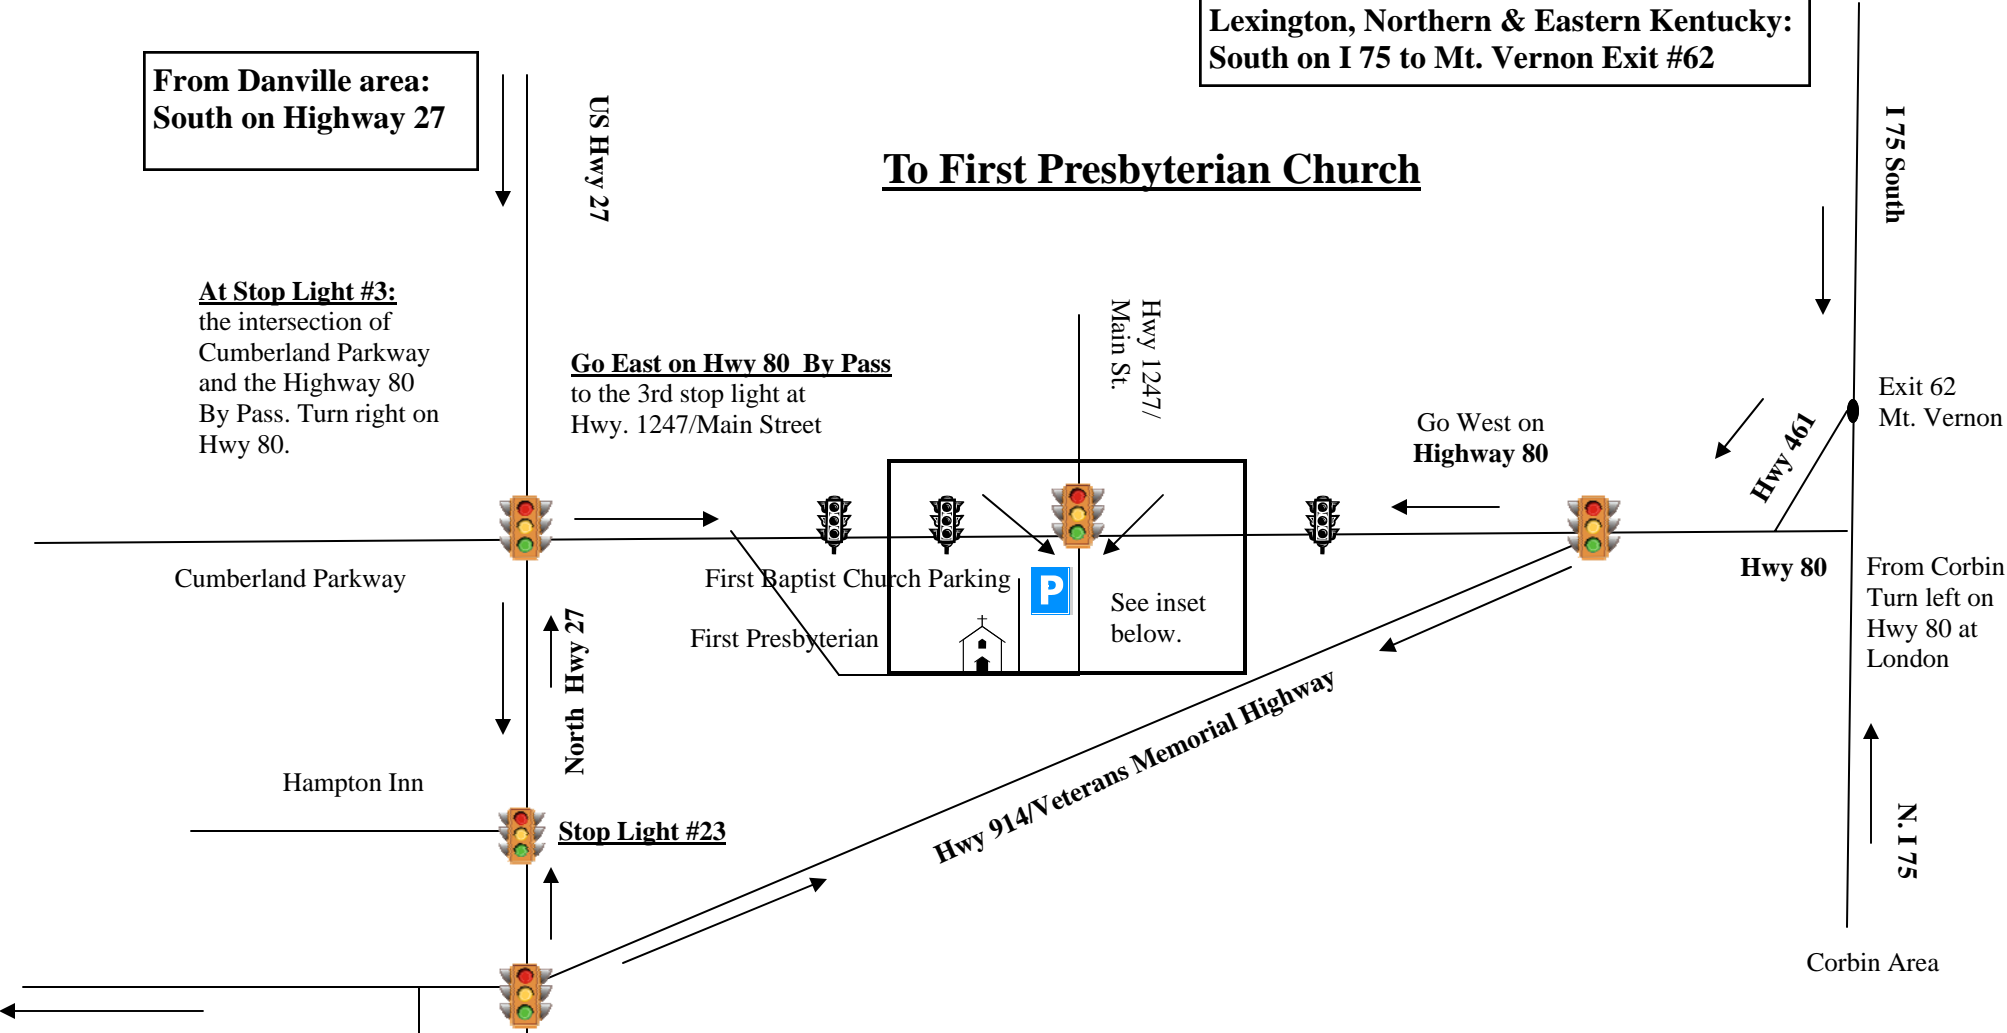 Lexington, Northern & Eastern Kentucky:
South on I 75 to Mt. Vernon Exit #62
From Danville area:
South on Highway 27
US Hwy 27
I 75 South
To First Presbyterian Church
At Stop Light #3:
the intersection of
Cumberland Parkway
and the Highway 80
By Pass. Turn right on
Hwy 80.
Go East on Hwy 80 By Pass
to the 3rd stop light at
Hwy. 1247/Main Street
Hwy 1247/
Main St.
Go West on
Highway 80
Hwy 461
Exit 62
Mt. Vernon
Cumberland Parkway
First Baptist Church Parking
P
See inset
below.
First Presbyterian
Hwy 80
From Corbin
Turn left on
Hwy 80 at
London
North Hwy 27
Hwy 914/Veterans Memorial Highway
Hampton Inn
Stop Light #23
N. I 75
Corbin Area